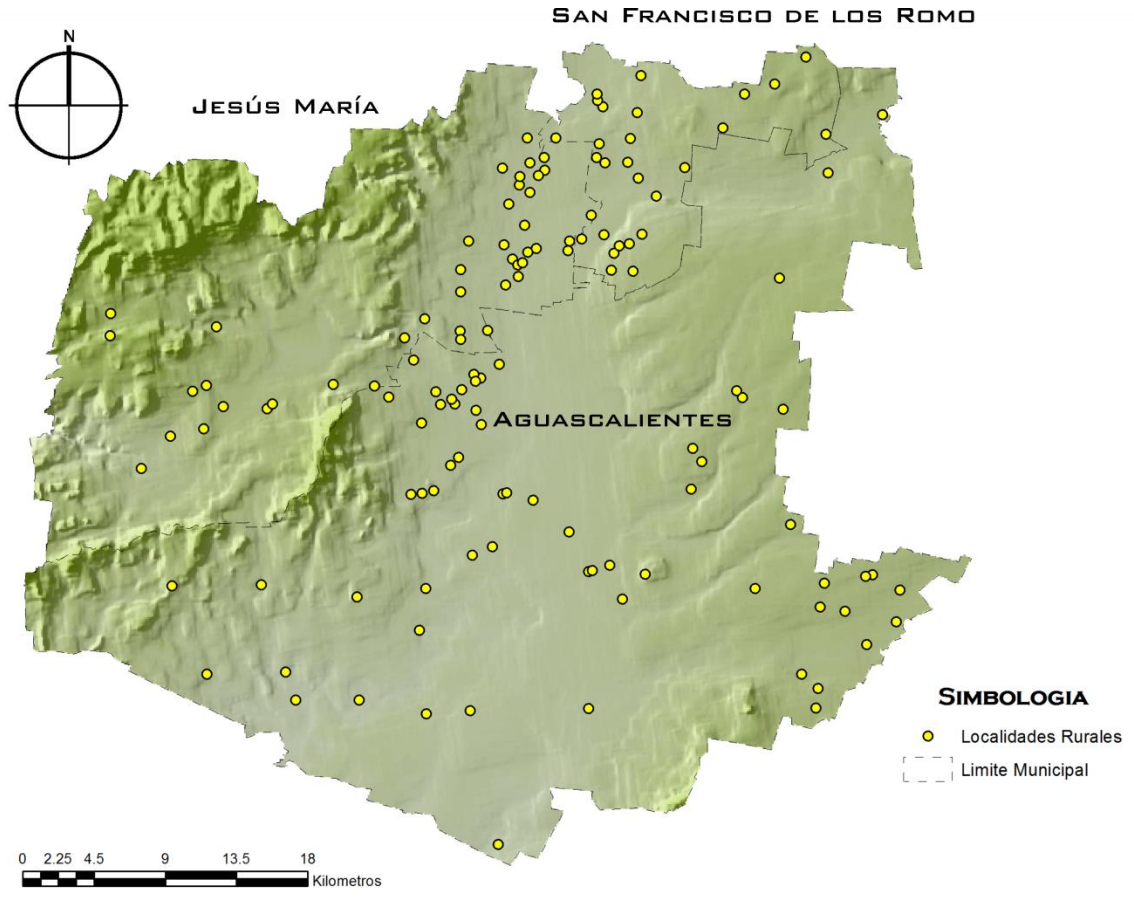 SAN FRANCISCO DE LOS ROMO
N
JESÚS MARÍA
AGUASCALIENTES
SIMBOLOGIA
Localidades Rurales
Limite Municipal
0 2.25 4.5 9 13.5 18
Kilometros